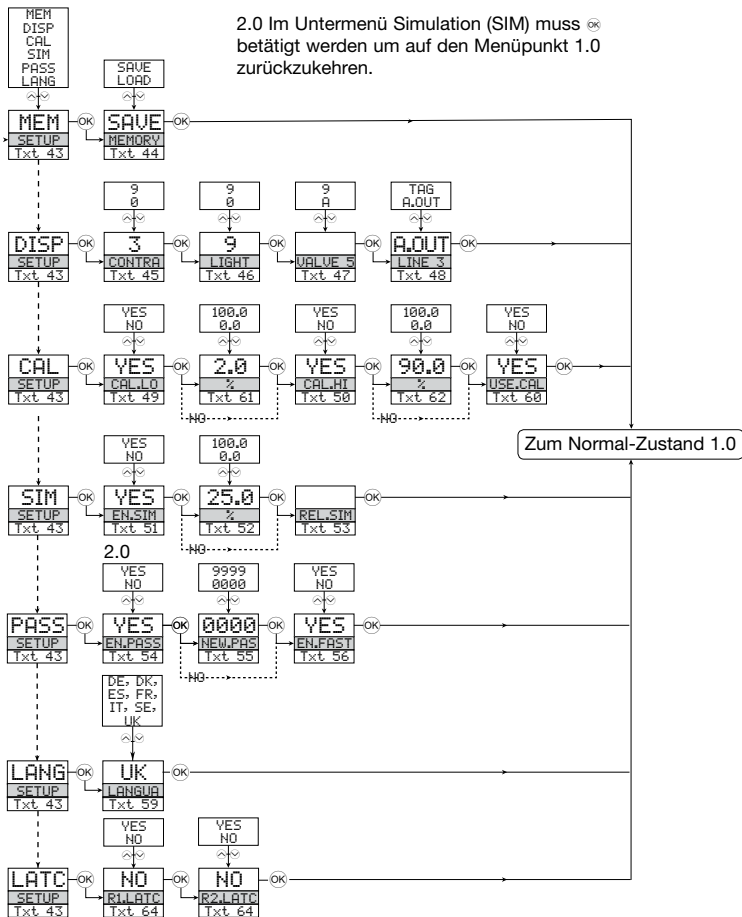 MEM
DISP
CAL
SIM
PASS
LANG
2.0 Im Untermenü Simulation (SIM) muss OK
betätigt werden um auf den Menüpunkt 1.0
zurückzukehren.
SAVE
LOAD
MEM OK SAVE OK
SETUP MEMORY
Txt 43 Txt 44
9 9 9 TAG
0 0 A A.OUT
DISP OK 3 OK 9 OK OK A.OUT OK
SETUP CONTRA LIGHT VALVE 5 LINE 3
Txt 43 Txt 45 Txt 46 Txt 47 Txt 48
YES 100.0 YES 100.0 YES
NO 0.0 NO 0.0 NO
CAL OK YES OK 2.0 OK YES OK 90.0 OK YES OK
SETUP CAL.LO % CAL.HI % USE.CAL
Txt 43 Txt 49 Txt 61 Txt 50 Txt 62 Txt 60
NO NO
Zum Normal-Zustand 1.0
YES 100.0
NO 0.0
SIM OK YES OK 25.0 OK OK
SETUP EN.SIM % REL.SIM
Txt 43 Txt 51 Txt 52 Txt 53
NO
2.0
YES 9999 YES
NO 0000 NO
PASS OK YES OK 0000 OK YES OK
SETUP EN.PASS NEW.PAS EN.FAST
Txt 43 Txt 54 Txt 55 Txt 56
NO
DE, DK,
ES, FR,
IT, SE,
UK
LANG OK UK OK
SETUP LANGUA
Txt 43 Txt 59
YES YES
NO NO
LATC OK NO OK NO OK
SETUP R1.LATC R2.LATC
Txt 43 Txt 64 Txt 64